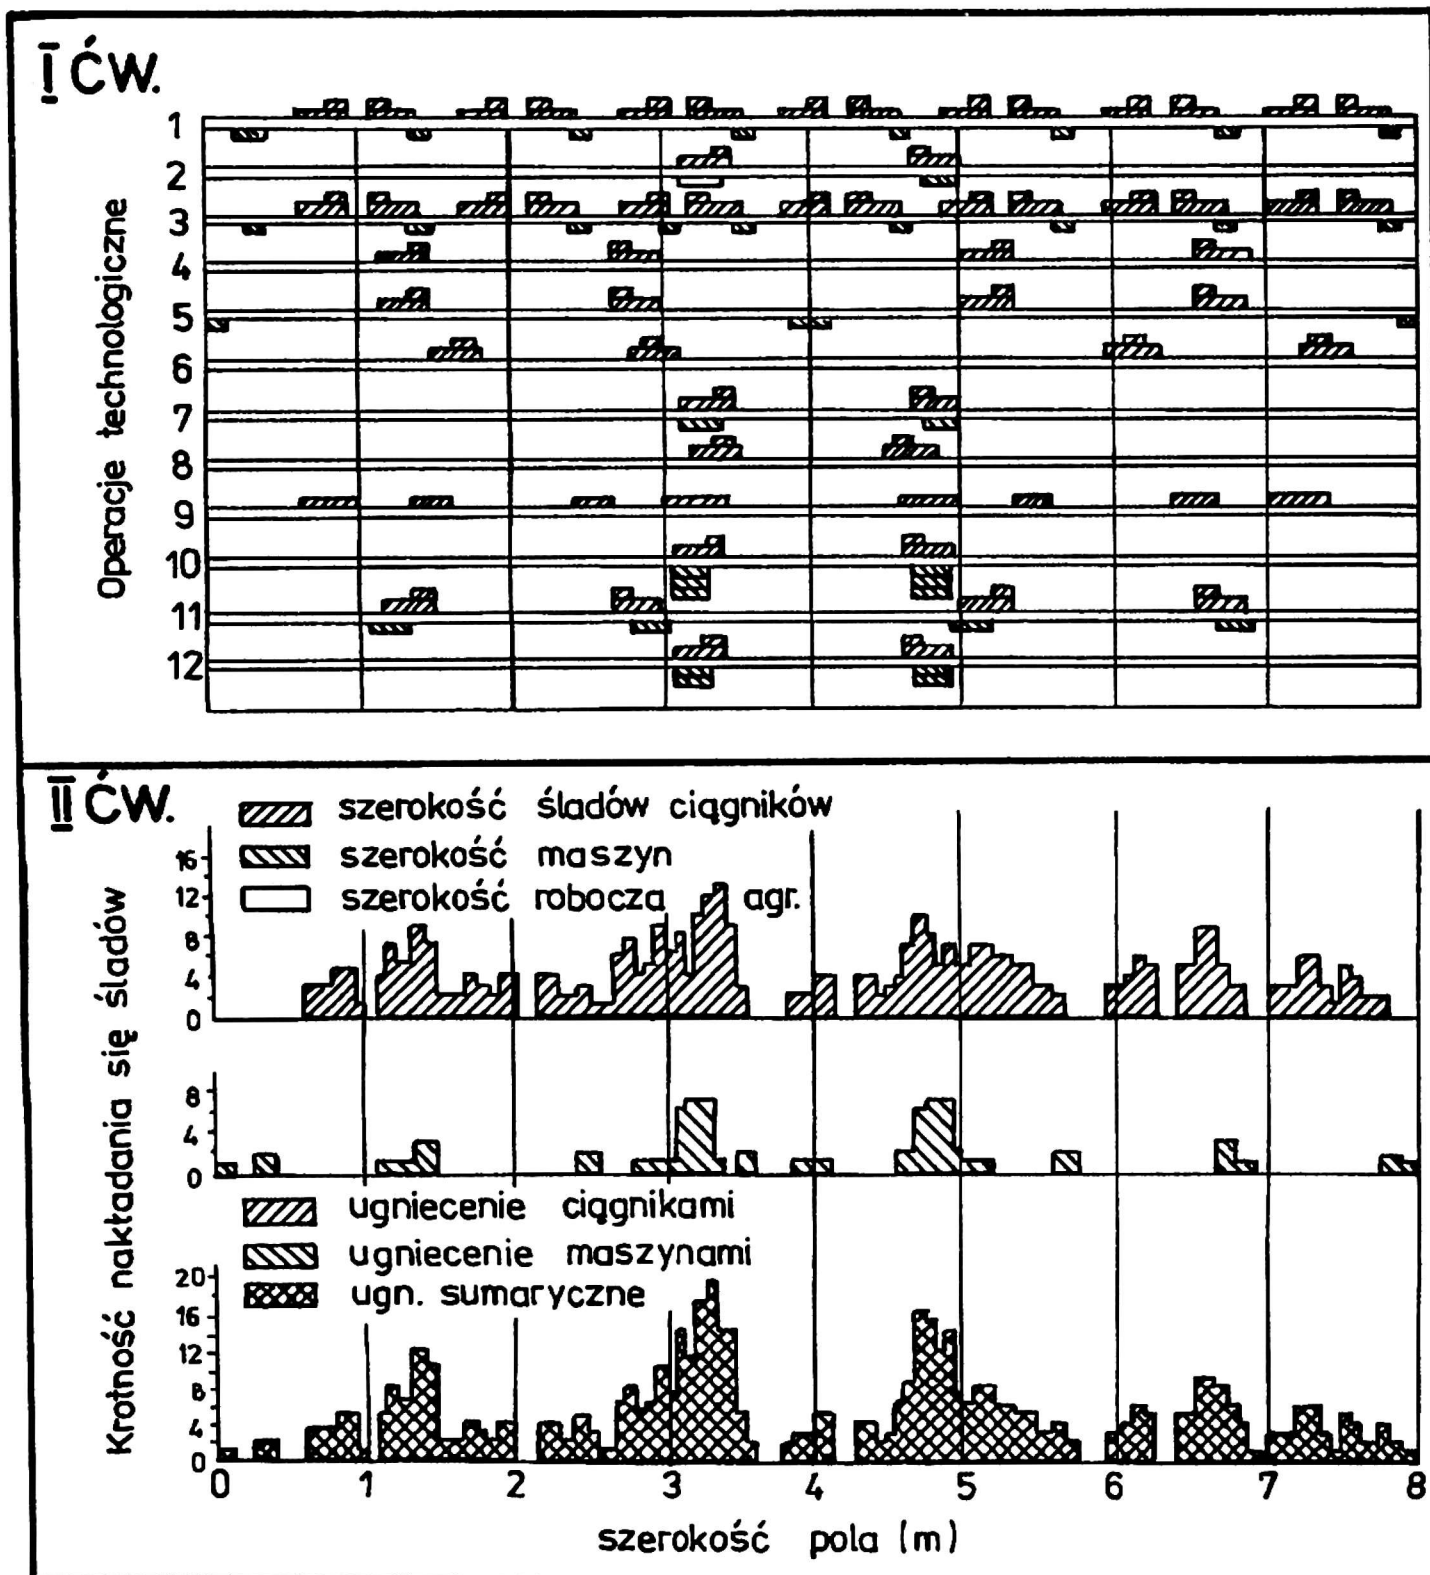 I ĆW.
Operacje technologiczne
1
2
3
4
5
6
7
8
9
10
11
12
II ĆW.
szerokość śladów ciągników
szerokość maszyn
szerokość robocza agr.
Krotność nakładania się śladów
16
12
8
4
0
8
4
0
ugniecenie ciągnikami
ugniecenie maszynami
ugn. sumaryczne
20
16
12
8
4
0
0 1 2 3 4 5 6 7 8
szerokość pola (m)